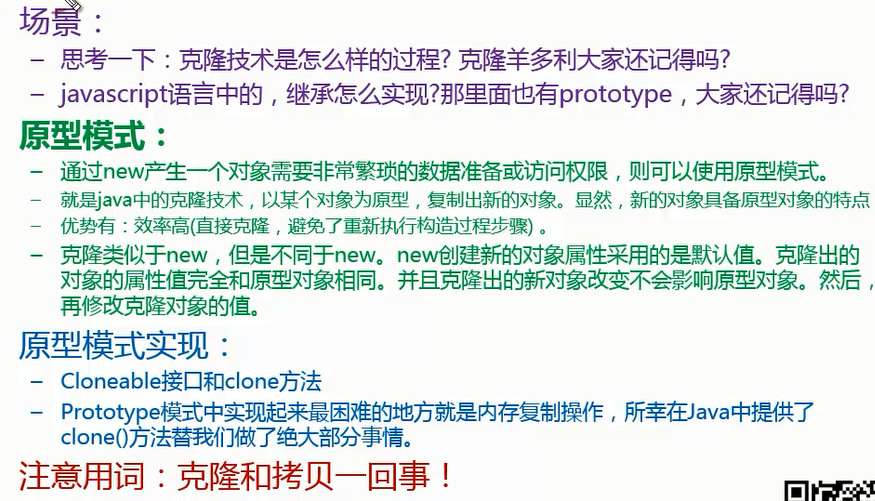 场景：
– 思考一下：克隆技术是怎么样的过程? 克隆羊多利大家还记得吗?
– javascript语言中的，继承怎么实现?那里面也有prototype，大家还记得吗?
原型模式：
– 通过new产生一个对象需要非常繁琐的数据准备或访问权限，则可以使用原型模式。
– 就是java中的克隆技术，以某个对象为原型，复制出新的对象。显然，新的对象具备原型对象的特点
– 优势有：效率高(直接克隆，避免了重新执行构造过程步骤) 。
– 克隆类似于new，但是不同于new。new创建新的对象属性采用的是默认值。克隆出的
对象的属性值完全和原型对象相同。并且克隆出的新对象改变不会影响原型对象。然后，
再修改克隆对象的值。
原型模式实现：
– Cloneable接口和clone方法
– Prototype模式中实现起来最困难的地方就是内存复制操作，所幸在Java中提供了
clone()方法替我们做了绝大部分事情。
注意用词：克隆和拷贝一回事！